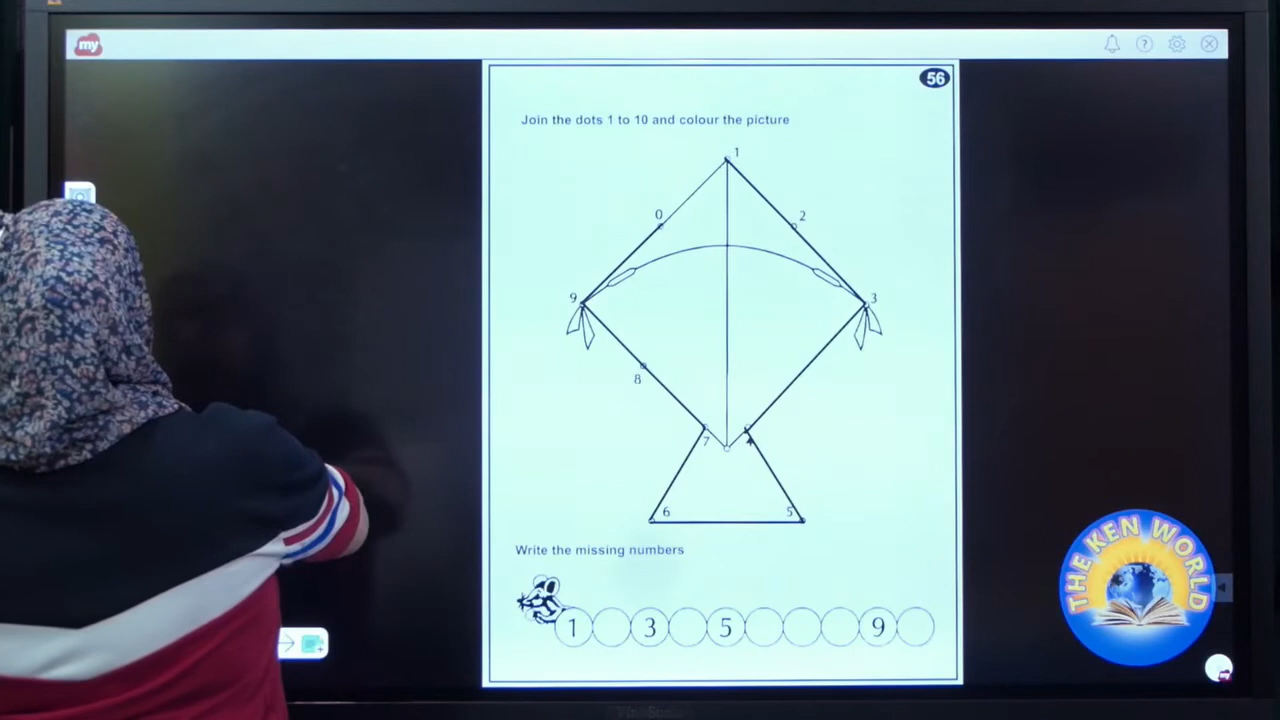 my
?
56
Join the dots 1 to 10 and colour the picture
1
0
2
9
3
8
7
4
6
5
Write the missing numbers
1 3 5 9
THE KEN WORLD